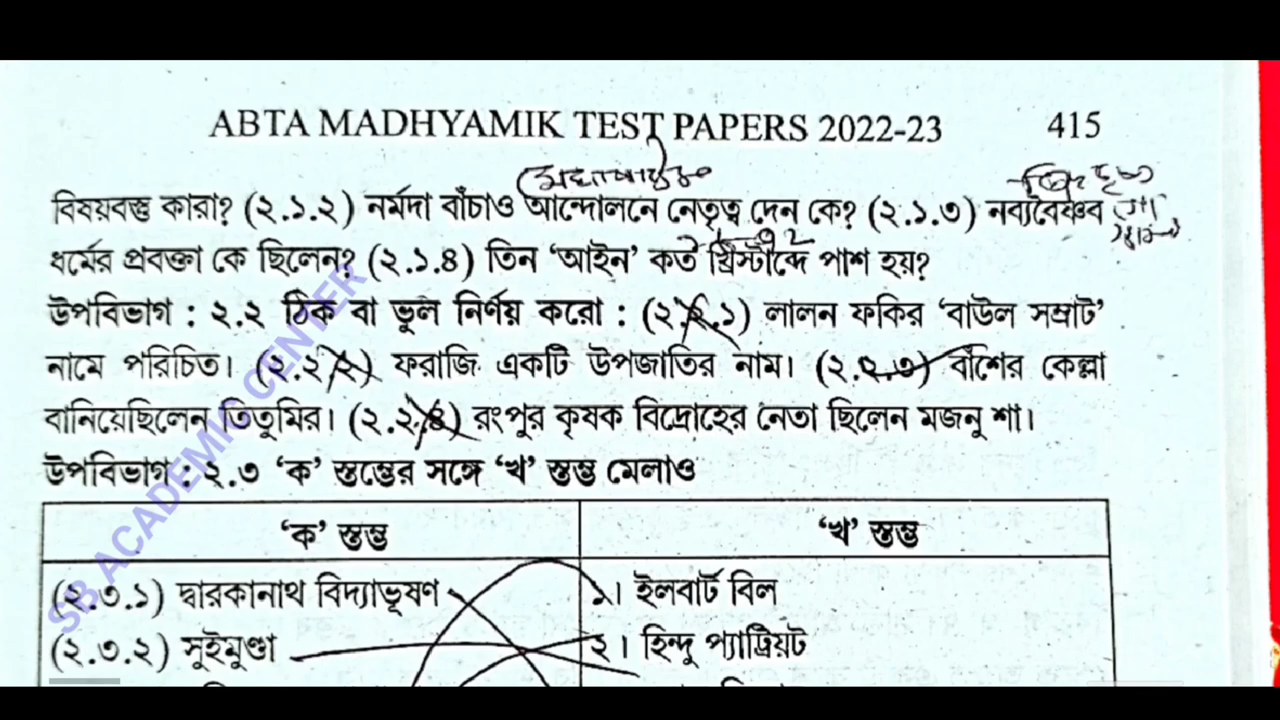 ABTA MADHYAMIK TEST PAPERS 2022-23 415
বিষয়বস্তু কারা? (২.১.২) নর্মদা বাঁচাও আন্দোলনে নেতৃত্ব দেন কে? (২.১.৩) নব্যবৈষ্ণব
ধর্মের প্রবক্তা কে ছিলেন? (২.১.৪) তিন ‘আইন’ কত খ্রিস্টাব্দে পাশ হয়?
উপবিভাগ : ২.২ ঠিক বা ভুল নির্ণয় করো : (২.২.১) লালন ফকির ‘বাউল সম্রাট’
নামে পরিচিত। (২.২.২) ফরাজি একটি উপজাতির নাম। (২.২.৩) বাঁশের কেল্লা
বানিয়েছিলেন তিতুমির। (২.২.৪) রংপুর কৃষক বিদ্রোহের নেতা ছিলেন মজনু শা।
উপবিভাগ : ২.৩ ‘ক’ স্তম্ভের সঙ্গে ‘খ’ স্তম্ভ মেলাও
‘ক’ স্তম্ভ ‘খ’ স্তম্ভ
(২.৩.১) দ্বারকানাথ বিদ্যাভূষণ ১। ইলবার্ট বিল
(২.৩.২) সুইমুণ্ডা ২। হিন্দু প্যাট্রিয়ট
SB ACADEMIC CENTER